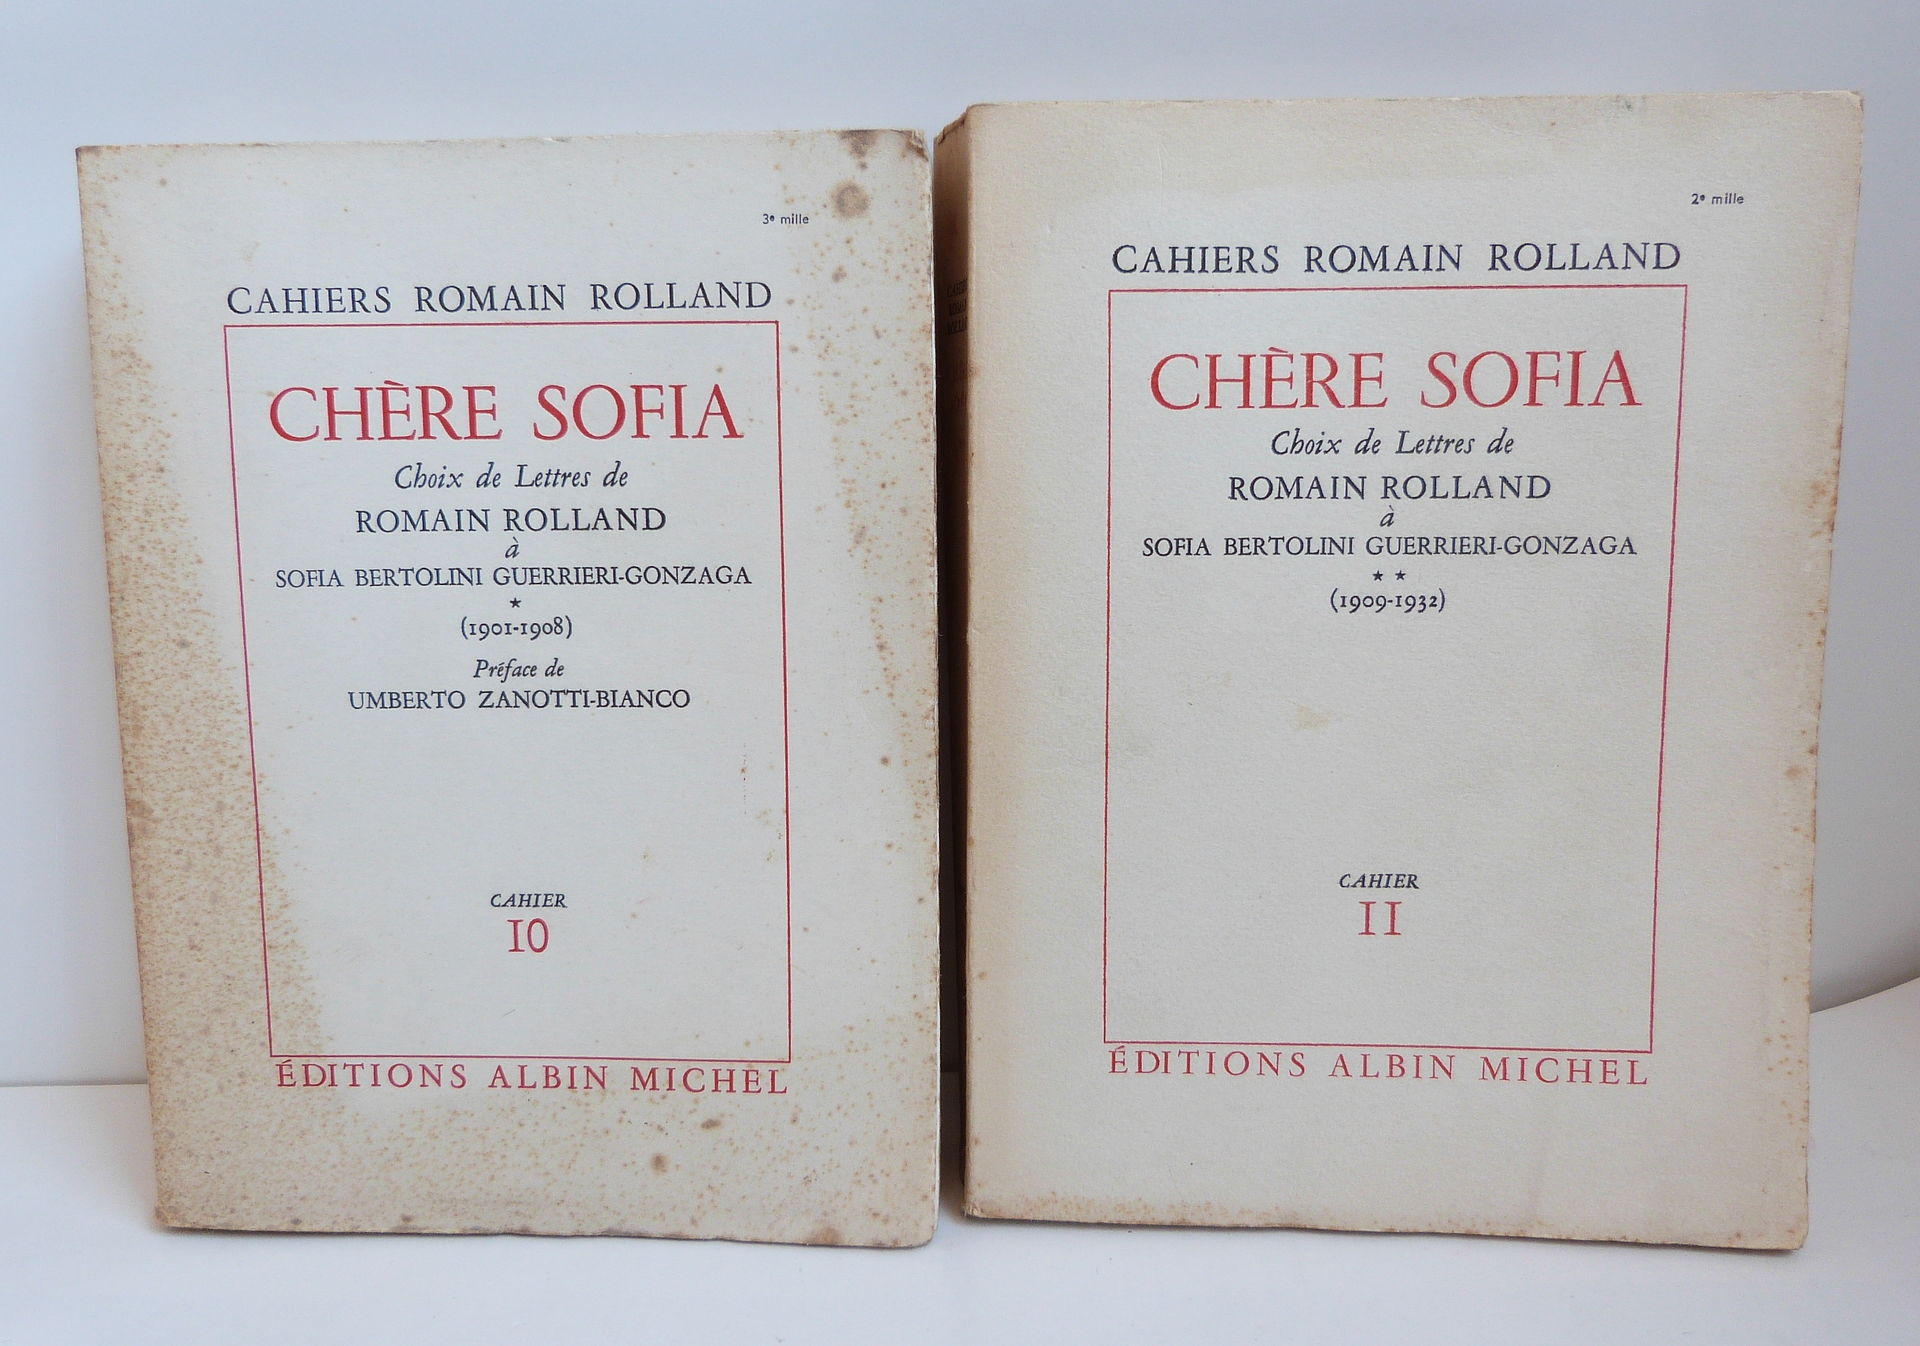 3e mille
CAHIERS ROMAIN ROLLAND
CHÈRE SOFIA
Choix de Lettres de
ROMAIN ROLLAND
à
SOFIA BERTOLINI GUERRIERI-GONZAGA
★
(1901-1908)
Préface de
UMBERTO ZANOTTI-BIANCO
CAHIER
10
ÉDITIONS ALBIN MICHEL
2e mille
CAHIERS ROMAIN ROLLAND
CHÈRE SOFIA
Choix de Lettres de
ROMAIN ROLLAND
à
SOFIA BERTOLINI GUERRIERI-GONZAGA
★ ★
(1909-1932)
CAHIER
11
ÉDITIONS ALBIN MICHEL